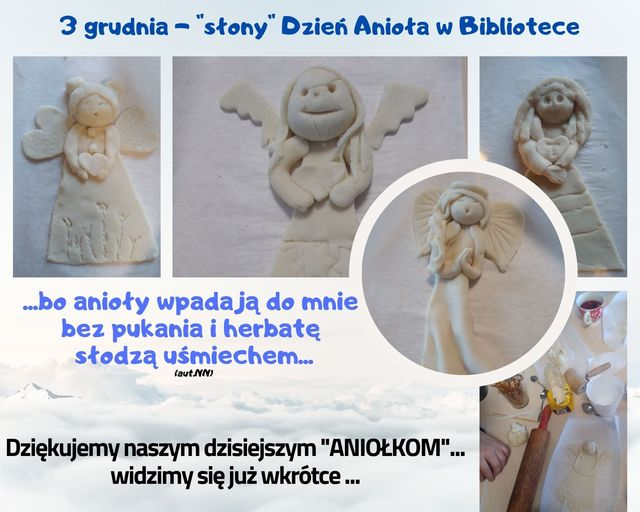 3 grudnia - "słony" Dzień Anioła w Bibliotece
...bo anioły wpadają do mnie
bez pukania i herbatę
słodzą uśmiechem...
(aut.NN)
Dziękujemy naszym dzisiejszym "ANIOŁKOM"...
widzimy się już wkrótce ...